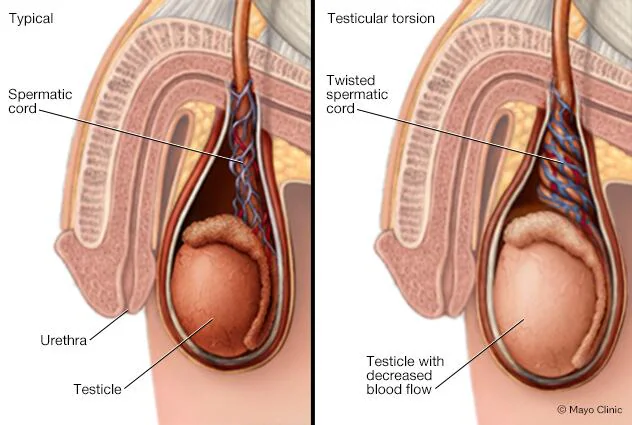 Typical
Spermatic
cord
Urethra
Testicle
Testicular torsion
Twisted
spermatic
cord
Testicle with
decreased
blood flow
© Mayo Clinic